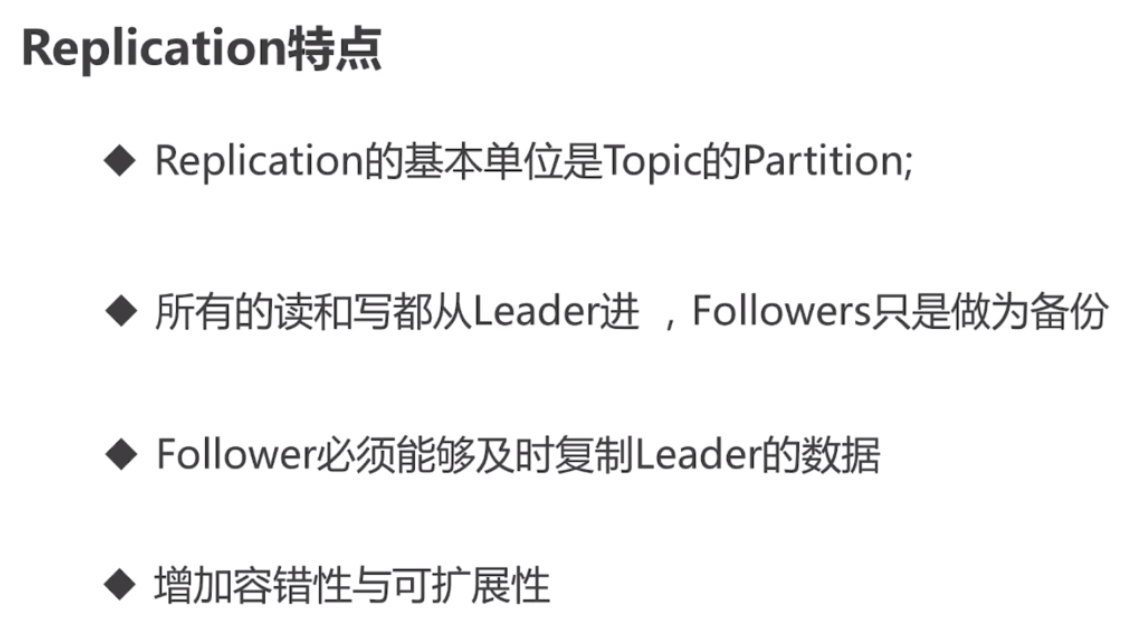 Replication特点
◆ Replication的基本单位是Topic的Partition;
◆ 所有的读和写都从Leader进 ，Followers只是做为备份
◆ Follower必须能够及时复制Leader的数据
◆ 增加容错性与可扩展性